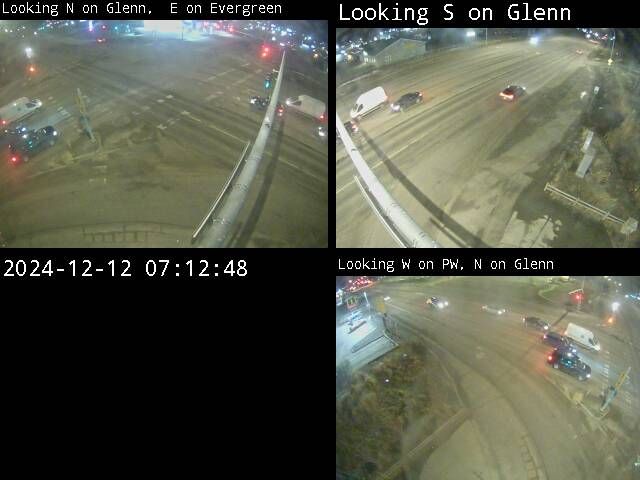 Looking N on Glenn,  E on Evergreen
Looking S on Glenn
2024-12-12 07:12:48
Looking W on PW, N on Glenn